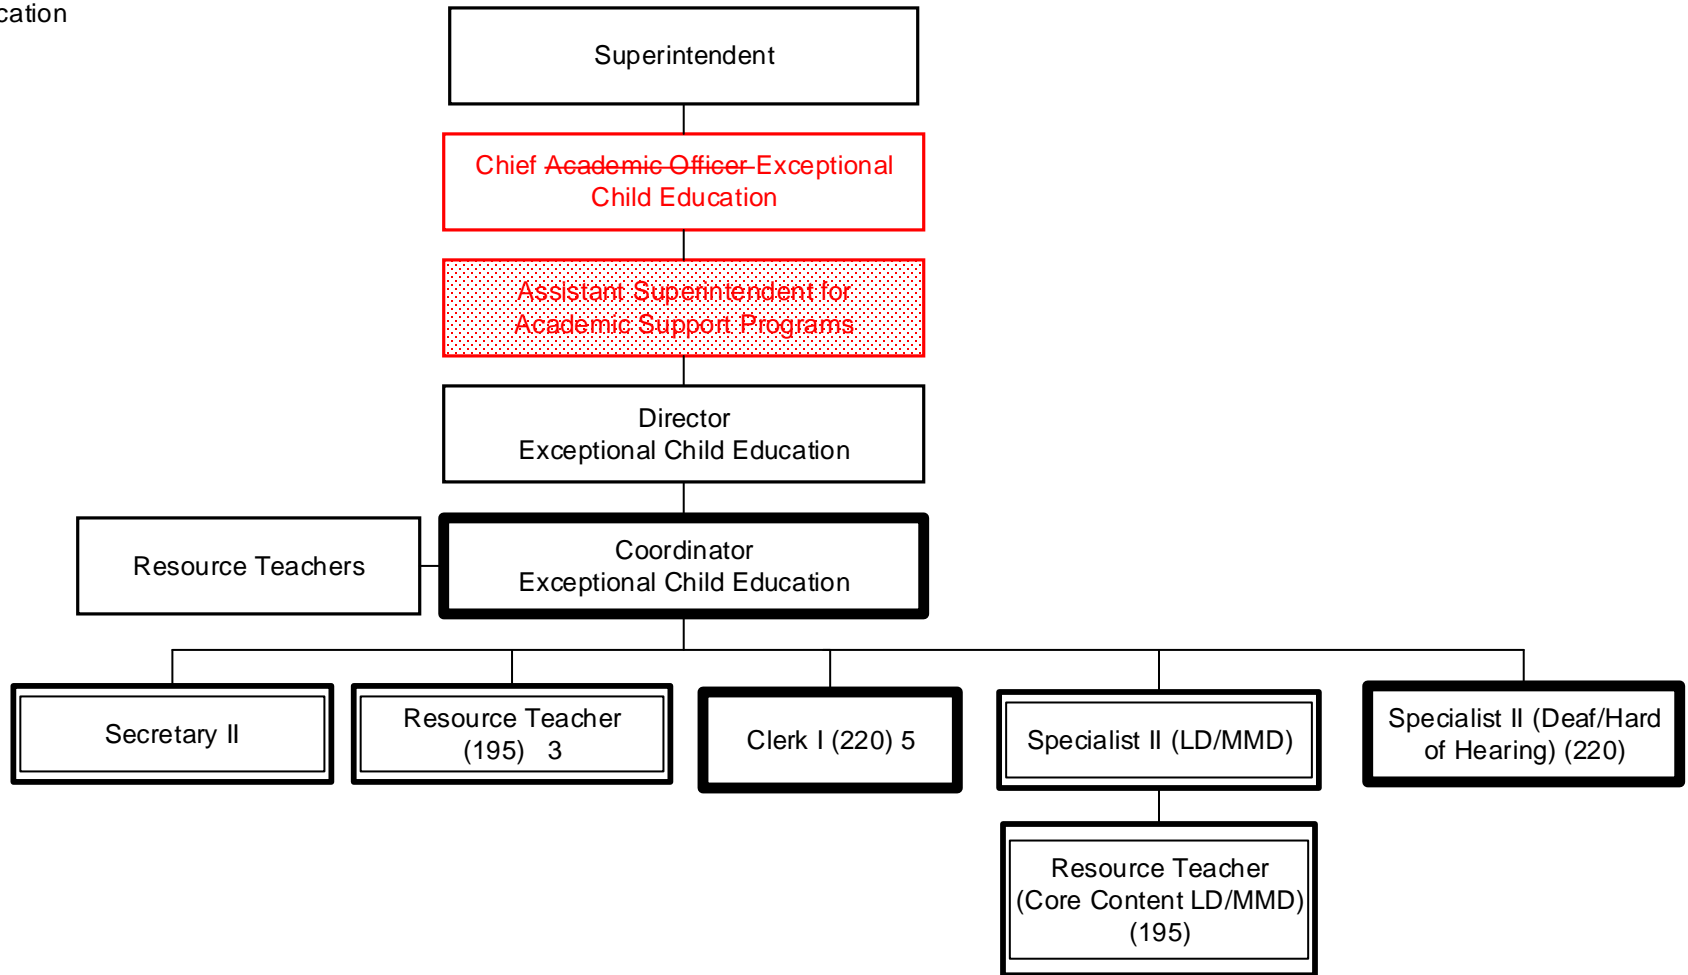 cation
Superintendent
Chief Academic Officer Exceptional
Child Education
Assistant Superintendent for
Academic Support Programs
Director
Exceptional Child Education
Resource Teachers
Coordinator
Exceptional Child Education
Secretary II
Resource Teacher
(195) 3
Clerk I (220) 5
Specialist II (LD/MMD)
Specialist II (Deaf/Hard
of Hearing) (220)
Resource Teacher
(Core Content LD/MMD)
(195)